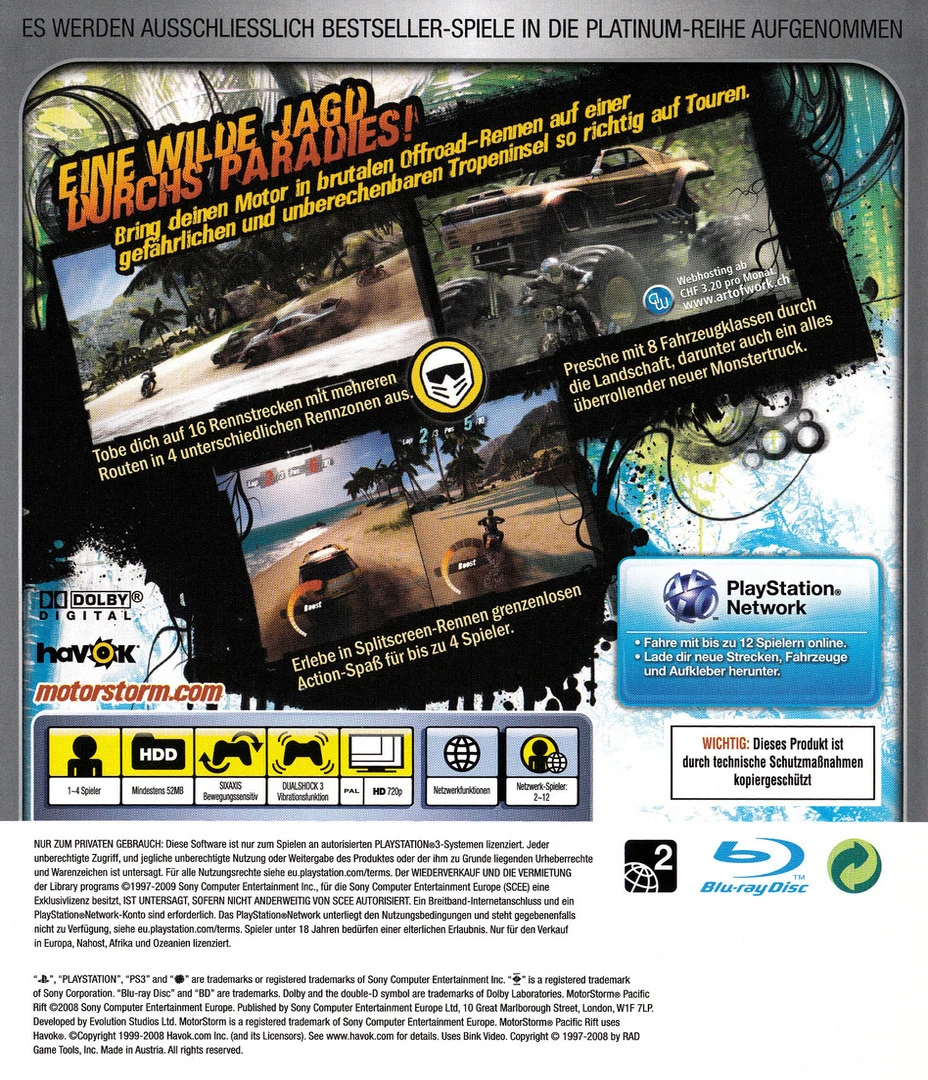 ES WERDEN AUSSCHLIESSLICH BESTSELLER-SPIELE IN DIE PLATINUM-REIHE AUFGENOMMEN
EINE WILDE JAGD
DURCHS PARADIES!
Bring deinen Motor in brutalen Offroad-Rennen auf einer
gefährlichen und unberechenbaren Tropeninsel so richtig auf Touren.
Webhosting ab
CHF 3.20 pro Monat.
www.artofwork.ch
Presche mit 8 Fahrzeugklassen durch
die Landschaft, darunter auch ein alles
überrollender neuer Monstertruck.
Tobe dich auf 16 Rennstrecken mit mehreren
Routen in 4 unterschiedlichen Rennzonen aus.
Boost
Boost
Erlebe in Splitscreen-Rennen grenzenlosen
Action-Spaß für bis zu 4 Spieler.
DOLBY®
DIGITAL
havok
motorstorm.com
PlayStation®
Network
• Fahre mit bis zu 12 Spielern online.
• Lade dir neue Strecken, Fahrzeuge
und Aufkleber herunter.
HDD
1-4 Spieler
Mindestens 52MB
SIXAXIS
Bewegungssensitiv
DUALSHOCK 3
Vibrationsfunktion
PAL
HD 720p
Netzwerkfunktionen
Netzwerk-Spieler:
2-12
WICHTIG: Dieses Produkt ist
durch technische Schutzmaßnahmen
kopiergeschützt
NUR ZUM PRIVATEN GEBRAUCH: Diese Software ist nur zum Spielen an autorisierten PLAYSTATION®3-Systemen lizenziert. Jeder
unberechtigte Zugriff, und jegliche unberechtigte Nutzung oder Weitergabe des Produktes oder der ihm zu Grunde liegenden Urheberrechte
und Warenzeichen ist untersagt. Für alle Nutzungsrechte siehe eu.playstation.com/terms. Der WIEDERVERKAUF UND DIE VERMIETUNG
der Library programs ©1997-2009 Sony Computer Entertainment Inc., für die Sony Computer Entertainment Europe (SCEE) eine
Exklusivlizenz besitzt, IST UNTERSAGT, SOFERN NICHT ANDERWEITIG VON SCEE AUTORISIERT. Ein Breitband-Internetanschluss und ein
PlayStation®Network-Konto sind erforderlich. Das PlayStation®Network unterliegt den Nutzungsbedingungen und steht gegebenenfalls
nicht zu Verfügung, siehe eu.playstation.com/terms. Spieler unter 18 Jahren bedürfen einer elterlichen Erlaubnis. Nur für den Verkauf
in Europa, Nahost, Afrika und Ozeanien lizenziert.
2
Blu-ray Disc™
“ ”, “PLAYSTATION”, “PS3” and “ ” are trademarks or registered trademarks of Sony Computer Entertainment Inc. “ ” is a registered trademark
of Sony Corporation. “Blu-ray Disc” and “BD” are trademarks. Dolby and the double-D symbol are trademarks of Dolby Laboratories. MotorStorm® Pacific
Rift ©2008 Sony Computer Entertainment Europe. Published by Sony Computer Entertainment Europe Ltd, 10 Great Marlborough Street, London, W1F 7LP.
Developed by Evolution Studios Ltd. MotorStorm is a registered trademark of Sony Computer Entertainment Europe. MotorStorm® Pacific Rift uses
Havok®. ©Copyright 1999-2008 Havok.com Inc. (and its Licensors). See www.havok.com for details. Uses Bink Video. Copyright © 1997-2008 by RAD
Game Tools, Inc. Made in Austria. All rights reserved.